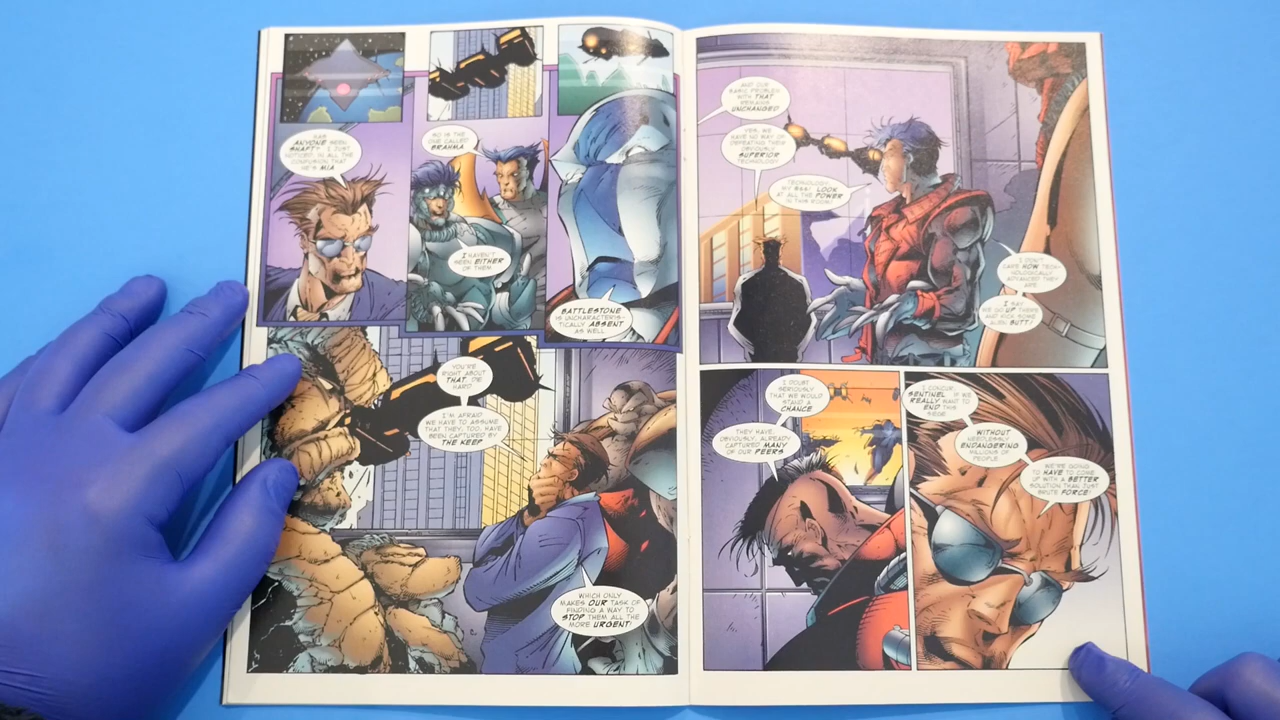 HAS
ANYONE SEEN
SHAFT? I JUST
NOTICED IN ALL THE
CONFUSION THAT
HE'S MIA
SO IS THE
ONE CALLED
BRAHMA.
I HAVEN'T
SEEN EITHER
OF THEM.
BATTLESTONE
IS UNCHARACTERIS-
TICALLY ABSENT
AS WELL.
YOU'RE
RIGHT ABOUT
THAT, DIE
HARD.
I'M AFRAID
WE HAVE TO ASSUME
THAT THEY, TOO, HAVE
BEEN CAPTURED BY
THE KEEP.
WHICH ONLY
MAKES OUR TASK OF
FINDING A WAY TO
STOP THEM ALL THE
MORE URGENT!
AND OUR
BASIC PROBLEM
WITH THAT
REMAINS
UNCHANGED.
YES, WE
HAVE NO WAY OF
DEFEATING THEIR
OBVIOUSLY
SUPERIOR
TECHNOLOGY.
TECHNOLOGY,
MY @$$! LOOK
AT ALL THE POWER
IN THIS ROOM!
I DON'T
CARE HOW TECH-
NOLOGICALLY
ADVANCED THEY
ARE.
I SAY
WE GO UP THERE
AND KICK SOME
ALIEN BUTT!
I DOUBT
SERIOUSLY
THAT WE WOULD
STAND A
CHANCE.
THEY HAVE,
OBVIOUSLY, ALREADY
CAPTURED MANY
OF OUR PEERS.
I CONCUR,
SENTINEL. IF WE
REALLY WANT TO
END THIS
SIEGE
WITHOUT
NEEDLESSLY
ENDANGERING
MILLIONS OF
PEOPLE
WE'RE GOING
TO HAVE TO COME
UP WITH A BETTER
SOLUTION THAN JUST
BRUTE FORCE!